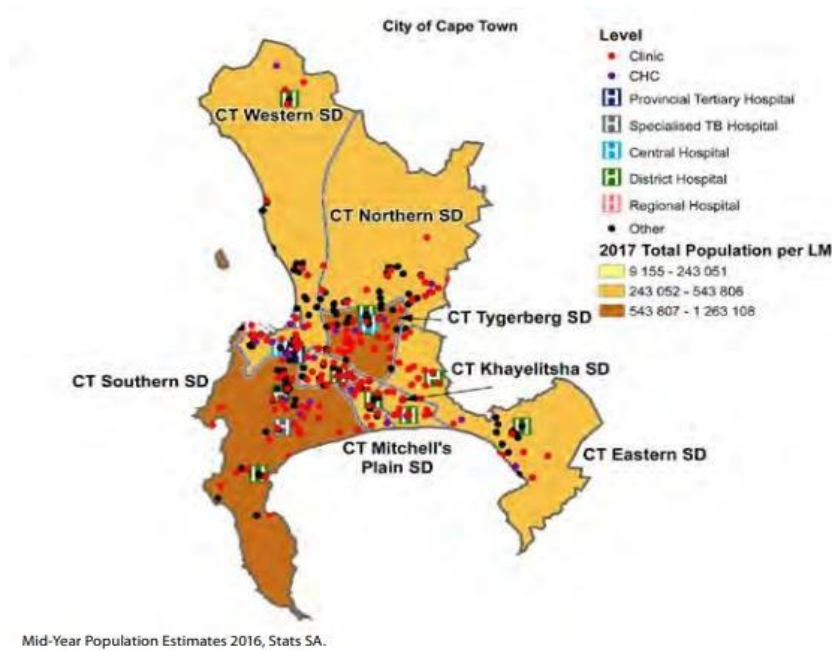 City of Cape Town
Level
Clinic
CHC
Provincial Tertiary Hospital
Specialised TB Hospital
Central Hospital
District Hospital
Regional Hospital
Other
2017 Total Population per LM
9 155 - 243 051
243 052 - 543 806
543 807 - 1 263 108
CT Western SD
CT Northern SD
CT Tygerberg SD
CT Khayelitsha SD
CT Southern SD
CT Mitchell's
Plain SD
CT Eastern SD
Mid-Year Population Estimates 2016, Stats SA.